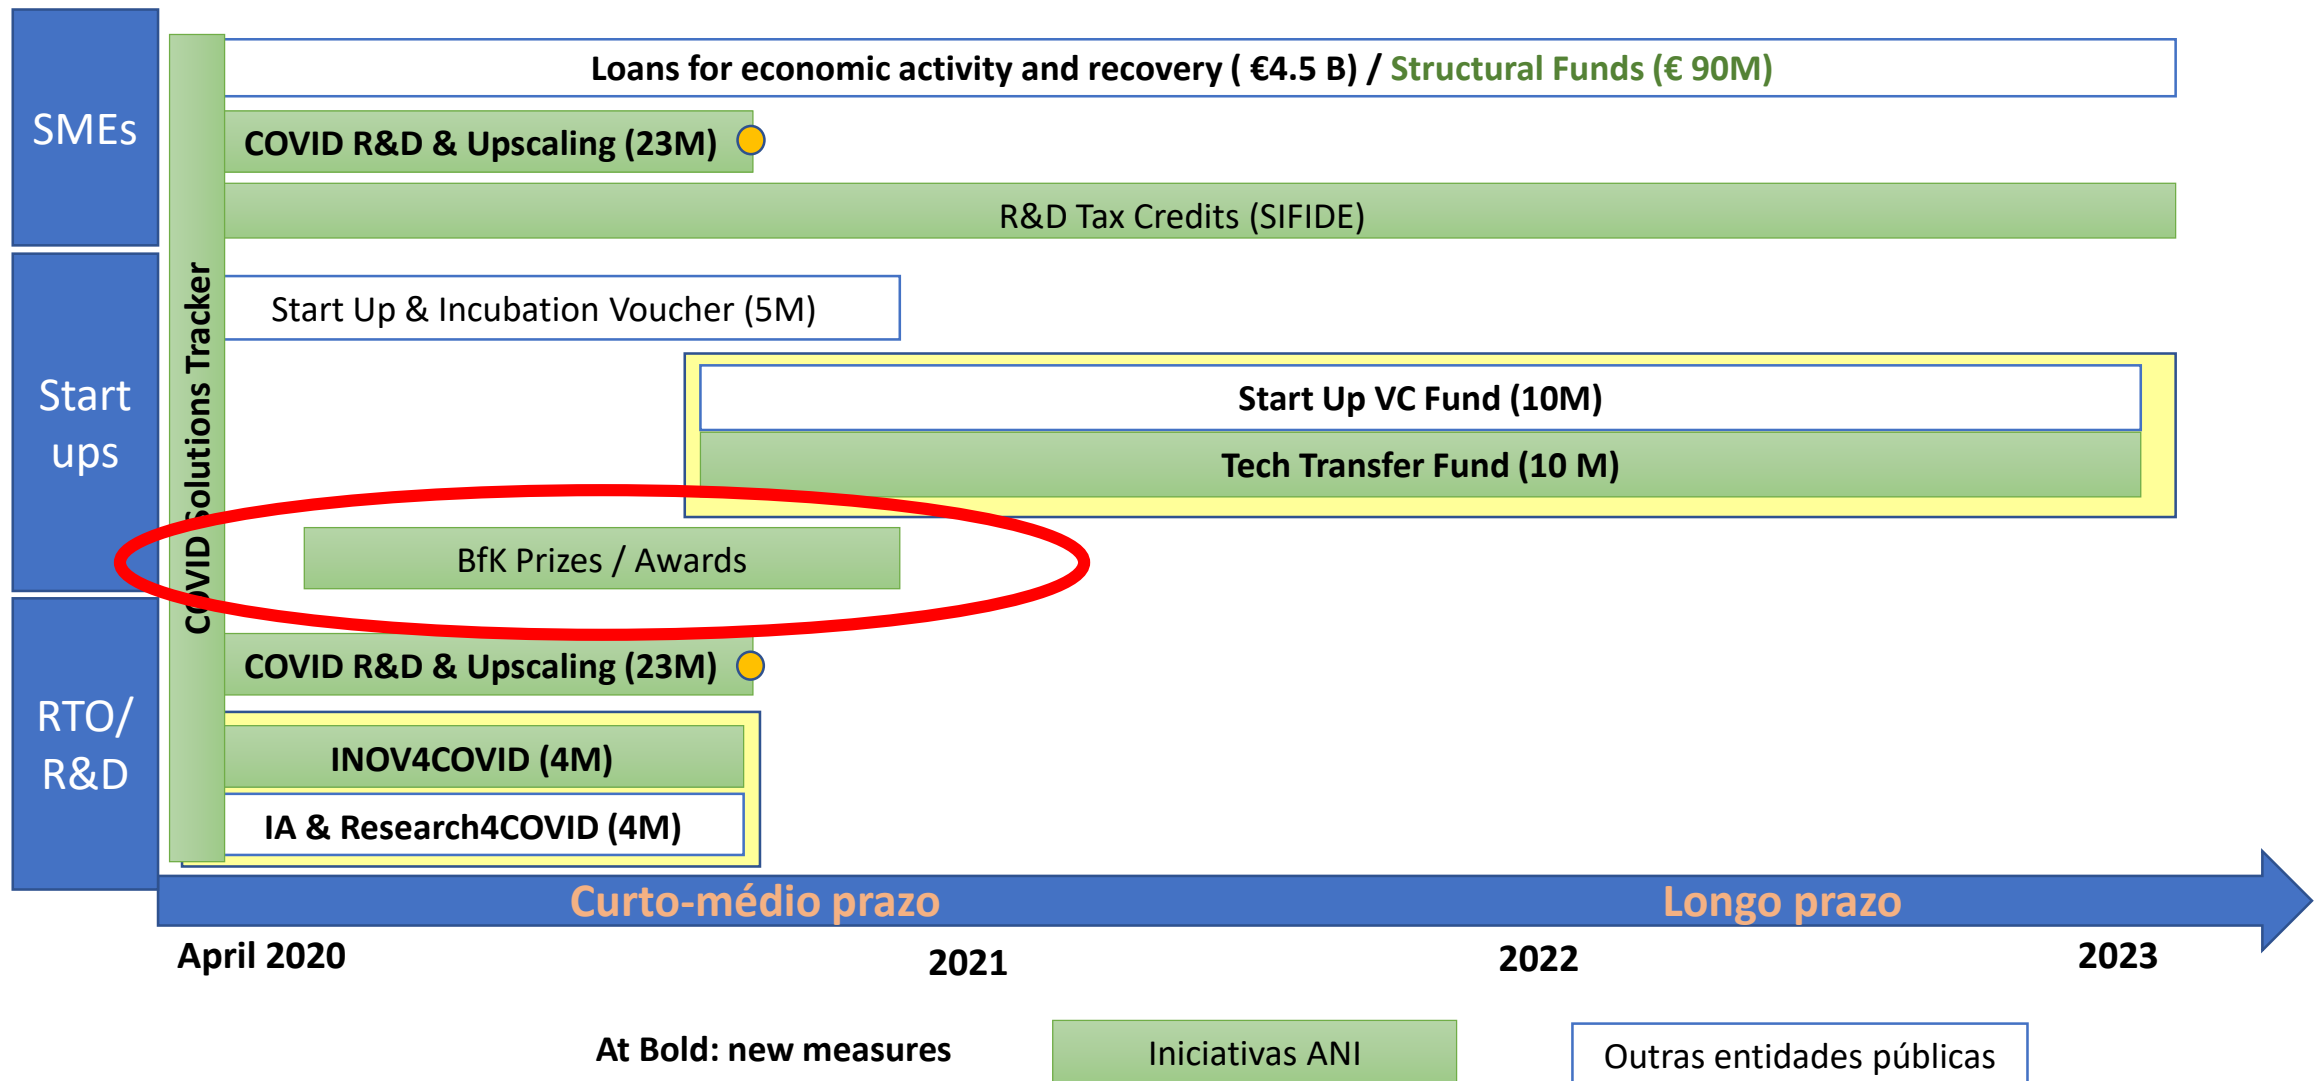 SMEs
Loans for economic activity and recovery ( €4.5 B) / Structural Funds (€ 90M)
COVID R&D & Upscaling (23M)
R&D Tax Credits (SIFIDE)
COVID Solutions Tracker
Start
ups
Start Up & Incubation Voucher (5M)
Start Up VC Fund (10M)
Tech Transfer Fund (10 M)
BfK Prizes / Awards
RTO/
R&D
COVID R&D & Upscaling (23M)
INOV4COVID (4M)
IA & Research4COVID (4M)
Curto-médio prazo
Longo prazo
April 2020
2021
2022
2023
At Bold: new measures
Iniciativas ANI
Outras entidades públicas